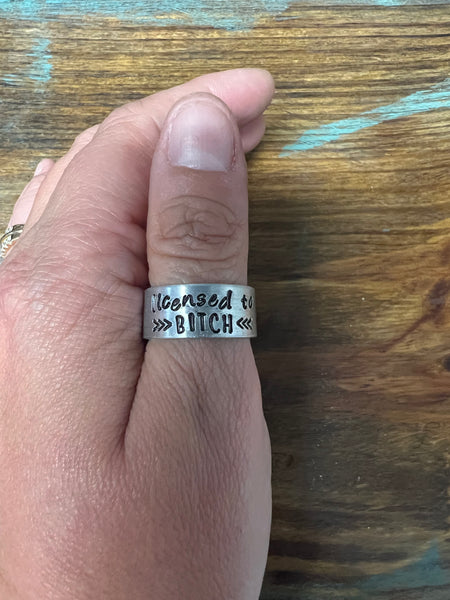 licensed to
>>> BITCH <<<